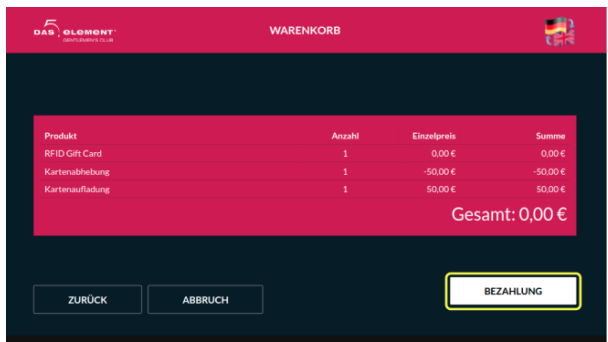 DAS 5 ELEMENT
GENTLEMEN'S CLUB
WARENKORB
Produkt Anzahl Einzelpreis Summe
RFID Gift Card 1 0,00 € 0,00 €
Kartenabhebung 1 -50,00 € -50,00 €
Kartenaufladung 1 50,00 € 50,00 €
Gesamt: 0,00 €
ZURÜCK ABBRUCH BEZAHLUNG